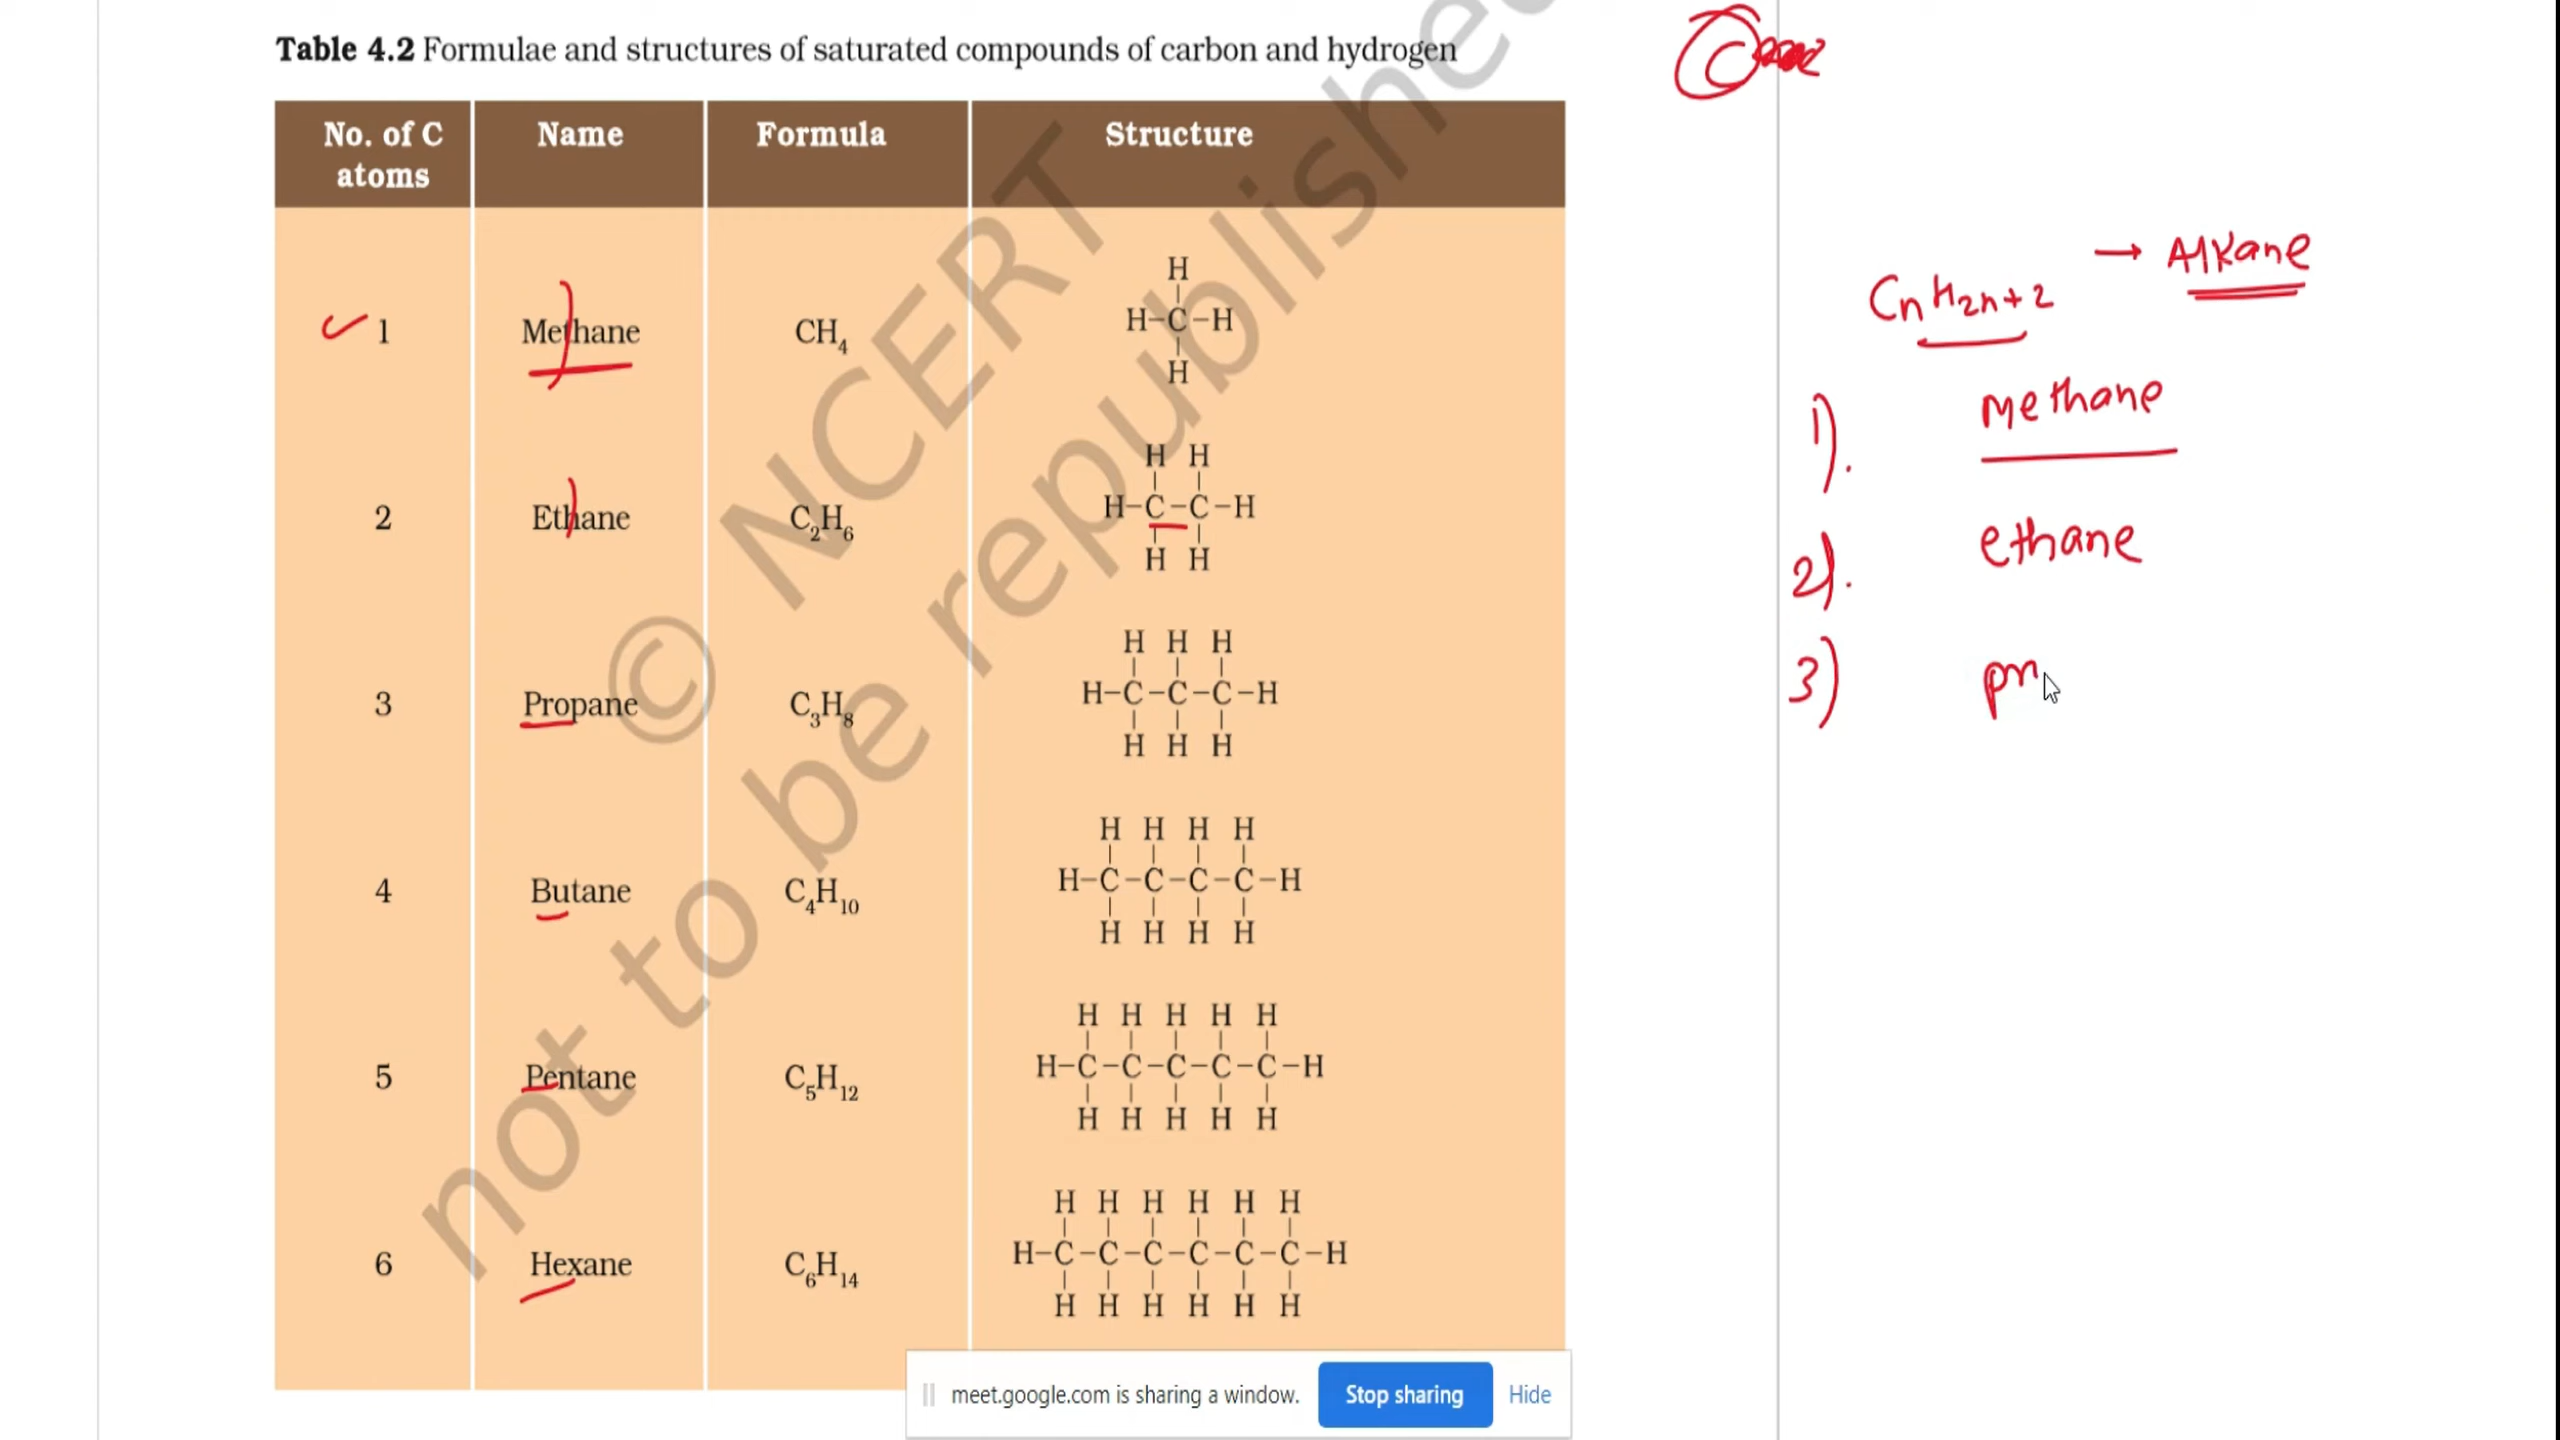 Table 4.2 Formulae and structures of saturated compounds of carbon and hydrogen
No. of C atoms Name Formula Structure
1 Methane CH4
H
H-C-H
H
2 Ethane C2H6
H H
H-C-C-H
H H
3 Propane C3H8
H H H
H-C-C-C-H
H H H
4 Butane C4H10
H H H H
H-C-C-C-C-H
H H H H
5 Pentane C5H12
H H H H H
H-C-C-C-C-C-H
H H H H H
6 Hexane C6H14
H H H H H H
H-C-C-C-C-C-C-H
H H H H H H
© NCERT
not to be republished
CnH2n+2 → Alkane
1). Methane
2). ethane
3)
meet.google.com is sharing a window. Stop sharing Hide